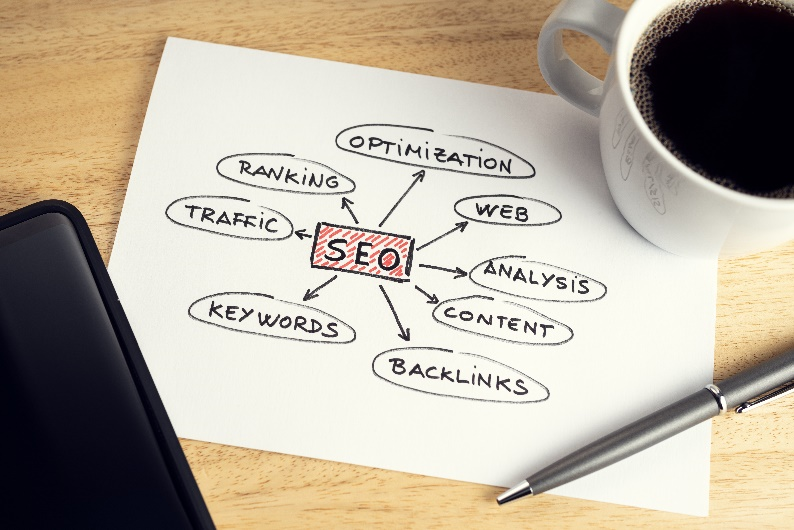 OPTIMIZATION
RANKING
WEB
TRAFFIC
SEO
ANALYSIS
KEYWORDS
CONTENT
BACKLINKS